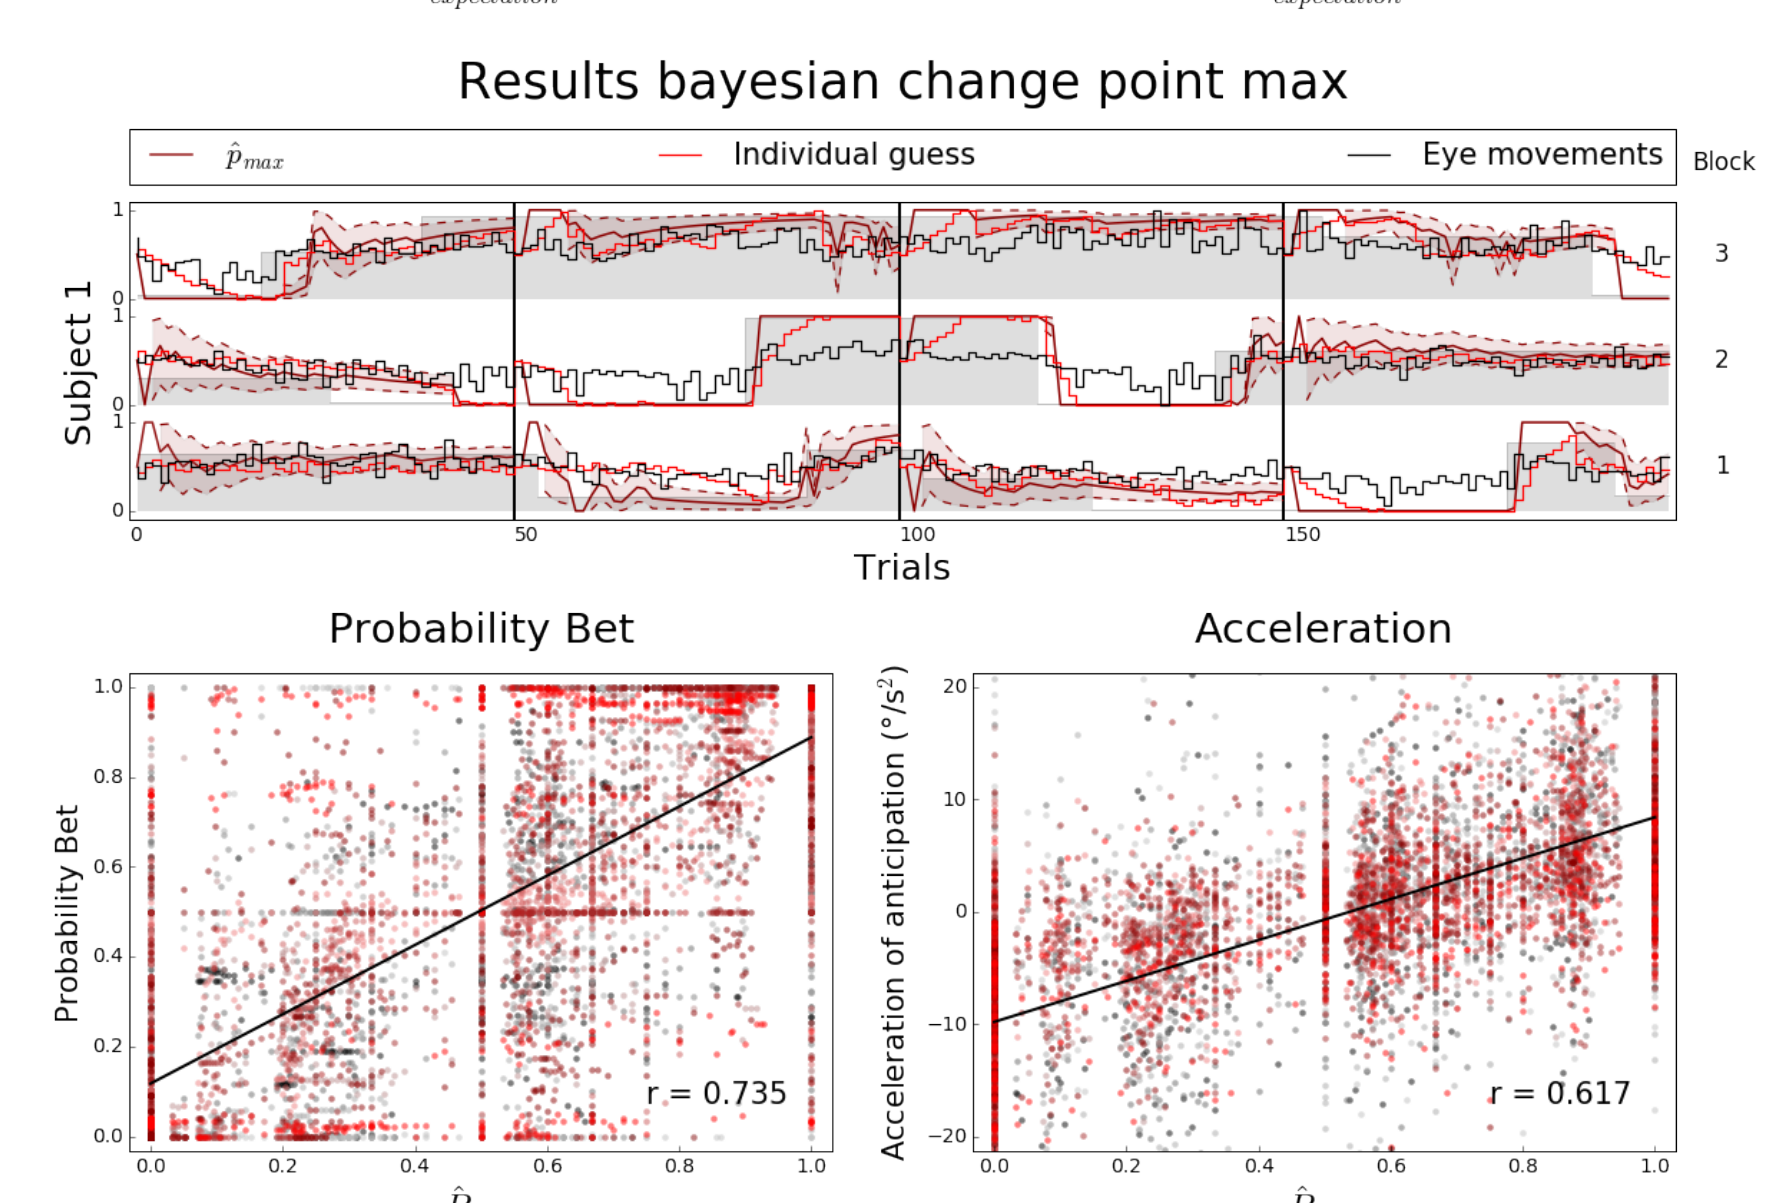 expectation expectation
Results bayesian change point max
p̂max Individual guess Eye movements Block
1
3
0
1
2
0
1
1
0
Subject 1
0 50 100 150
Trials
Probability Bet Acceleration
1.0
0.8
0.6
0.4
0.2
0.0
Probability Bet
r = 0.735
0.0 0.2 0.4 0.6 0.8 1.0
20
10
0
−10
−20
Acceleration of anticipation (°/s²)
r = 0.617
0.0 0.2 0.4 0.6 0.8 1.0